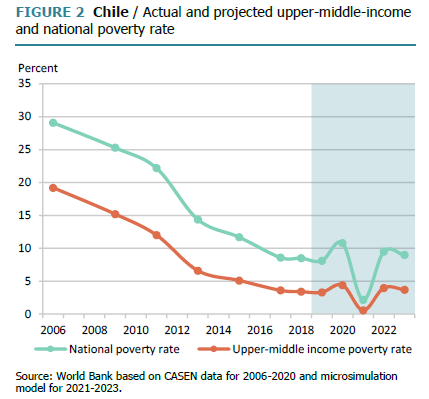 FIGURE 2 Chile / Actual and projected upper-middle-income
and national poverty rate
Percent
35
30
25
20
15
10
5
0
2006 2008 2010 2012 2014 2016 2018 2020 2022
National poverty rate Upper-middle income poverty rate
Source: World Bank based on CASEN data for 2006-2020 and microsimulation
model for 2021-2023.